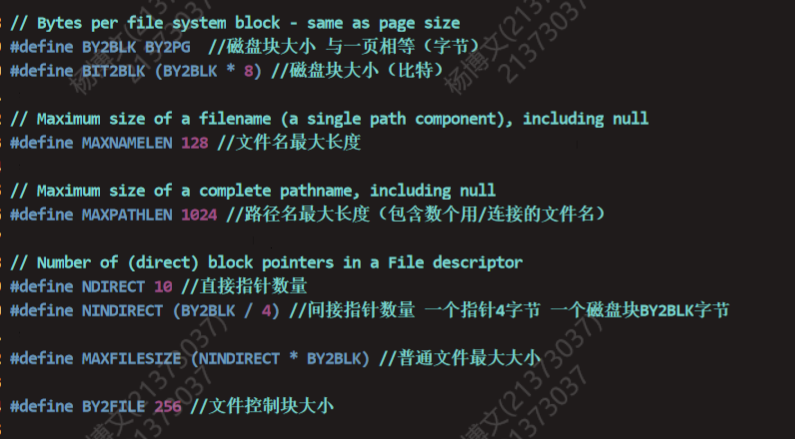 // Bytes per file system block - same as page size
#define BY2BLK BY2PG  //磁盘块大小 与一页相等（字节）
#define BIT2BLK (BY2BLK * 8) //磁盘块大小（比特）
// Maximum size of a filename (a single path component), including null
#define MAXNAMELEN 128 //文件名最大长度
// Maximum size of a complete pathname, including null
#define MAXPATHLEN 1024 //路径名最大长度（包含数个用/连接的文件名）
// Number of (direct) block pointers in a File descriptor
#define NDIRECT 10 //直接指针数量
#define NINDIRECT (BY2BLK / 4) //间接指针数量 一个指针4字节 一个磁盘块BY2BLK字节
#define MAXFILESIZE (NINDIRECT * BY2BLK) //普通文件最大大小
#define BY2FILE 256 //文件控制块大小
杨博文(21373037)
21373037
杨博文(21373037)
21373037
杨博文(21373037)
21373037
杨博文(21373037)
21373037